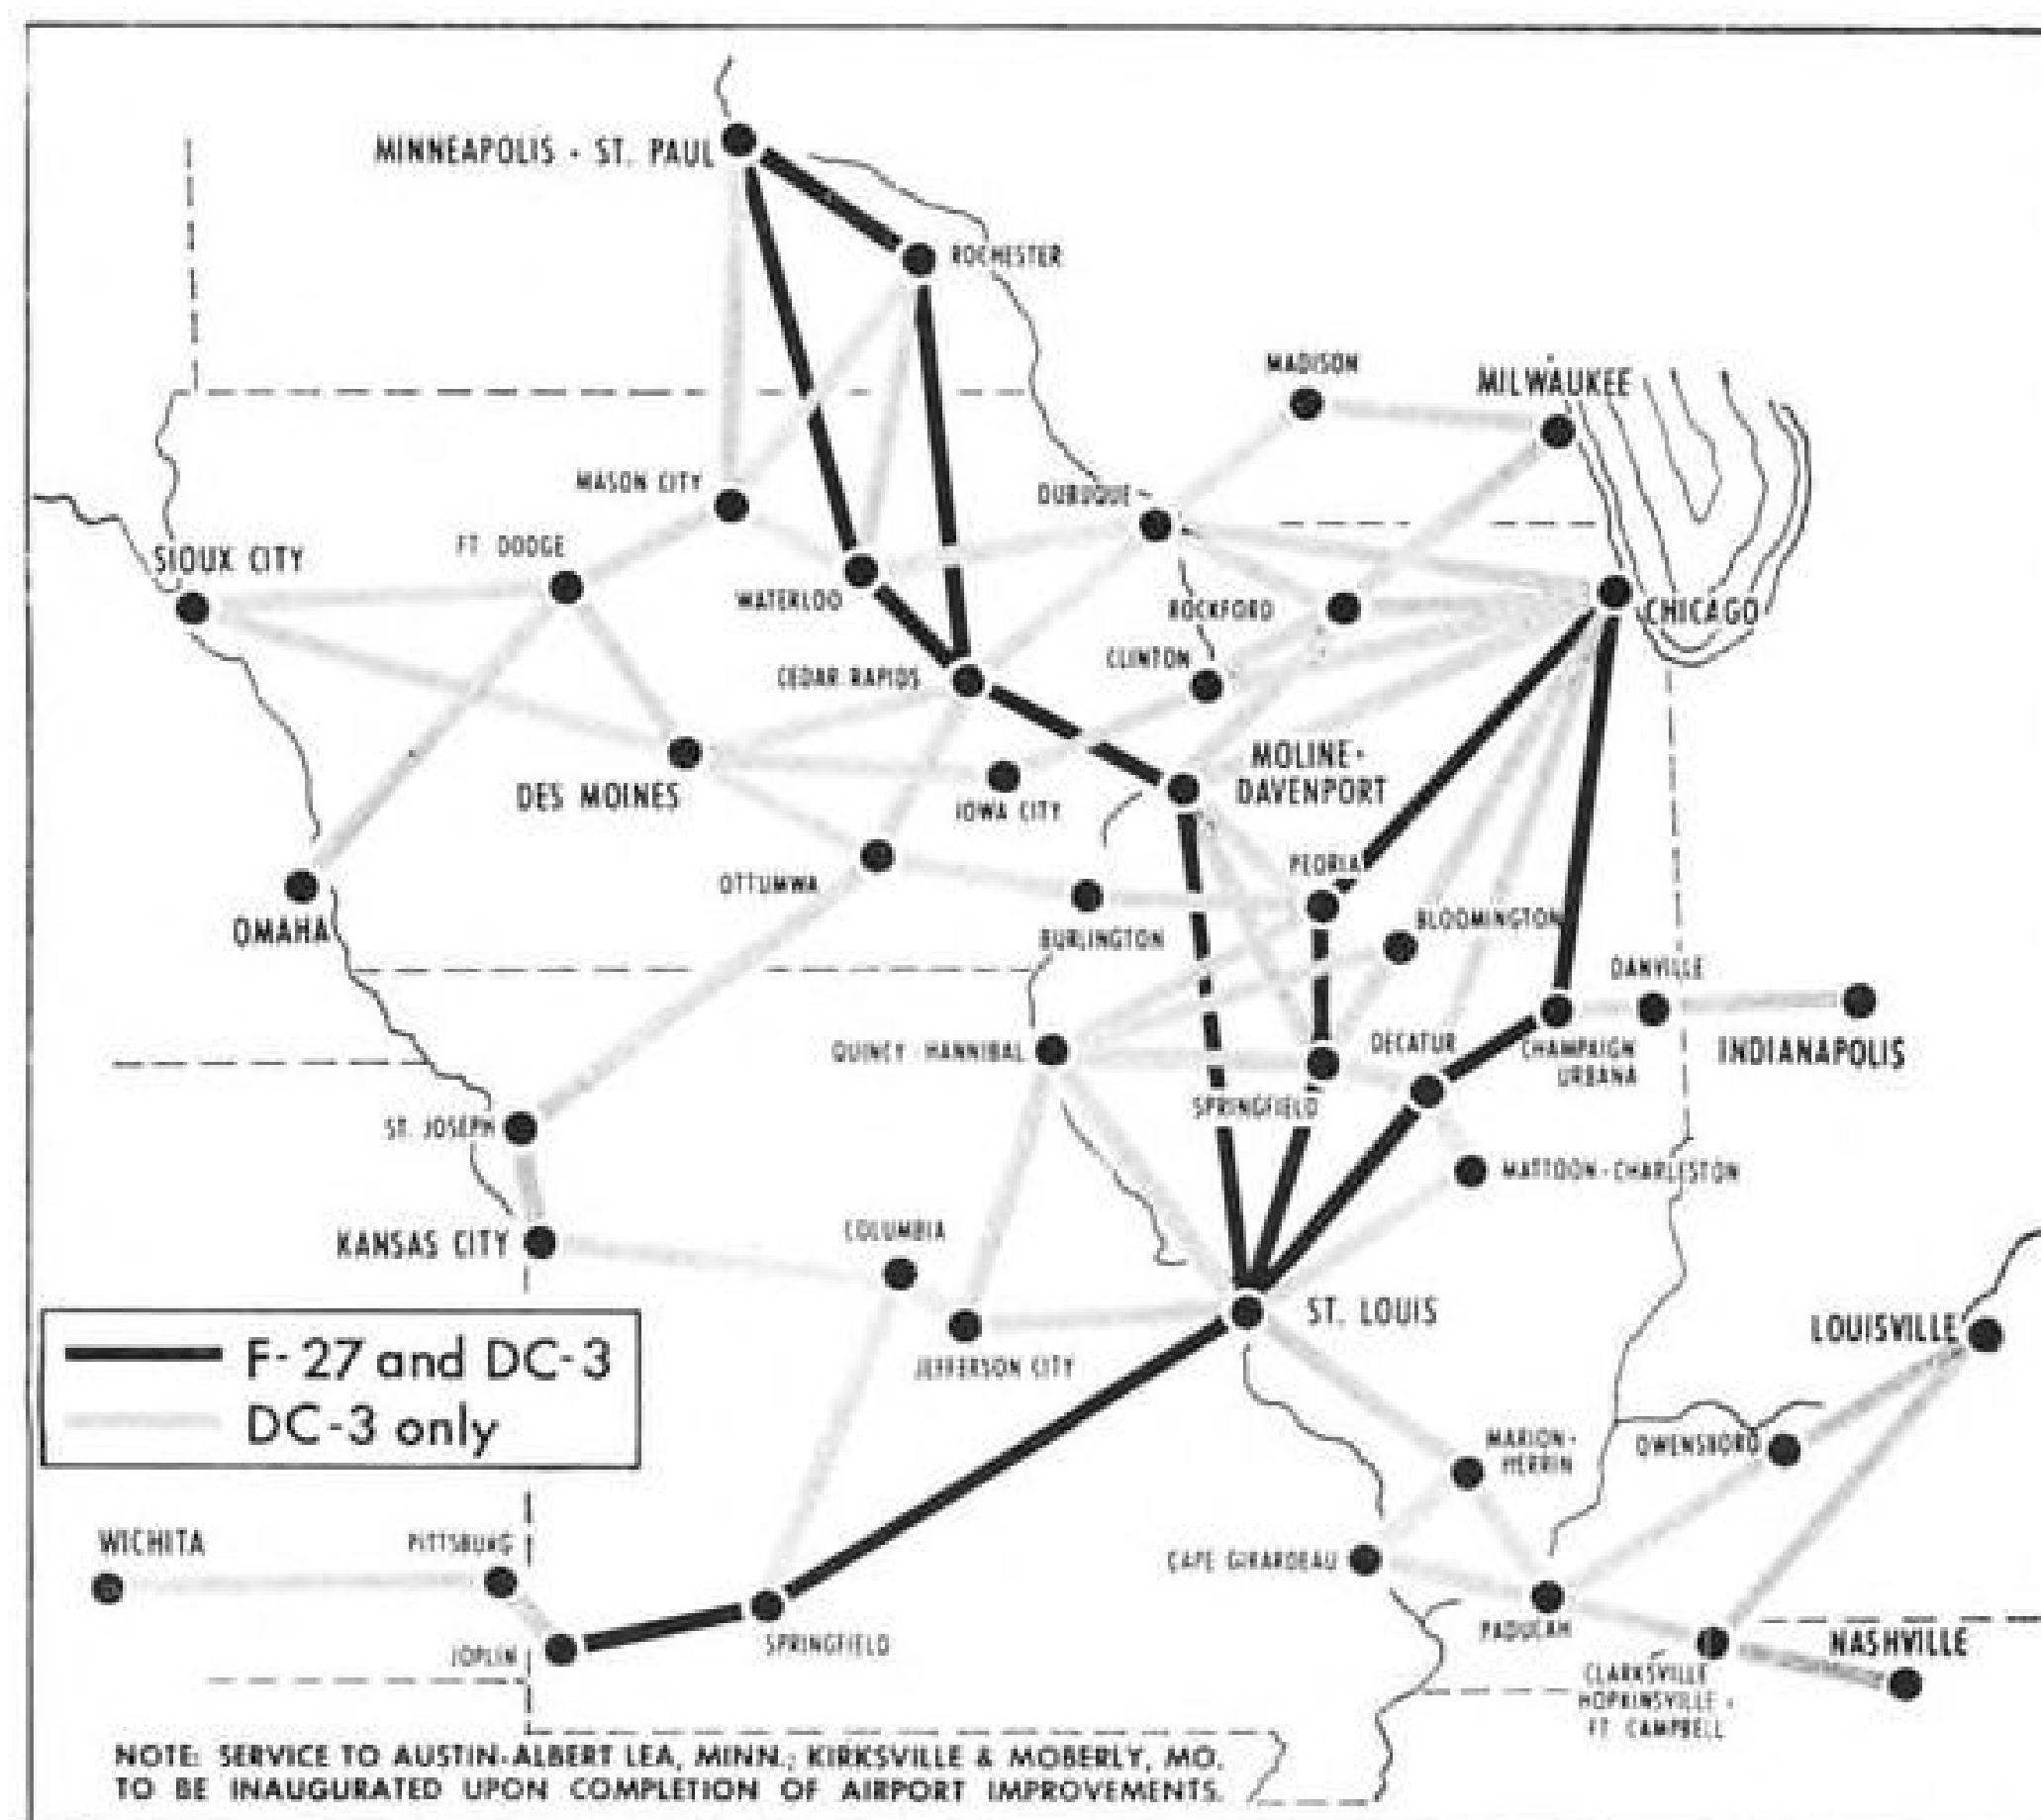 MINNEAPOLIS - ST. PAUL
ROCHESTER
MADISON
MILWAUKEE
MASON CITY
DUBUQUE
FT DODGE
SIOUX CITY
WATERLOO
ROCKFORD
CHICAGO
CLINTON
CEDAR RAPIDS
MOLINE-
DAVENPORT
DES MOINES
IOWA CITY
PEORIA
OTTUMWA
BLOOMINGTON
OMAHA
BURLINGTON
DANVILLE
QUINCY - HANNIBAL
DECATUR
CHAMPAIGN
URBANA
INDIANAPOLIS
SPRINGFIELD
ST. JOSEPH
MATTOON-CHARLESTON
KANSAS CITY
COLUMBIA
ST. LOUIS
LOUISVILLE
JEFFERSON CITY
F-27 and DC-3
DC-3 only
MARION-
HERRIN
OWENSBORO
WICHITA
PITTSBURG
CAPE GIRARDEAU
PADUCAH
NASHVILLE
JOPLIN
SPRINGFIELD
CLARKSVILLE
HOPKINSVILLE -
FT CAMPBELL
NOTE: SERVICE TO AUSTIN-ALBERT LEA, MINN.; KIRKSVILLE & MOBERLY, MO.
TO BE INAUGURATED UPON COMPLETION OF AIRPORT IMPROVEMENTS.